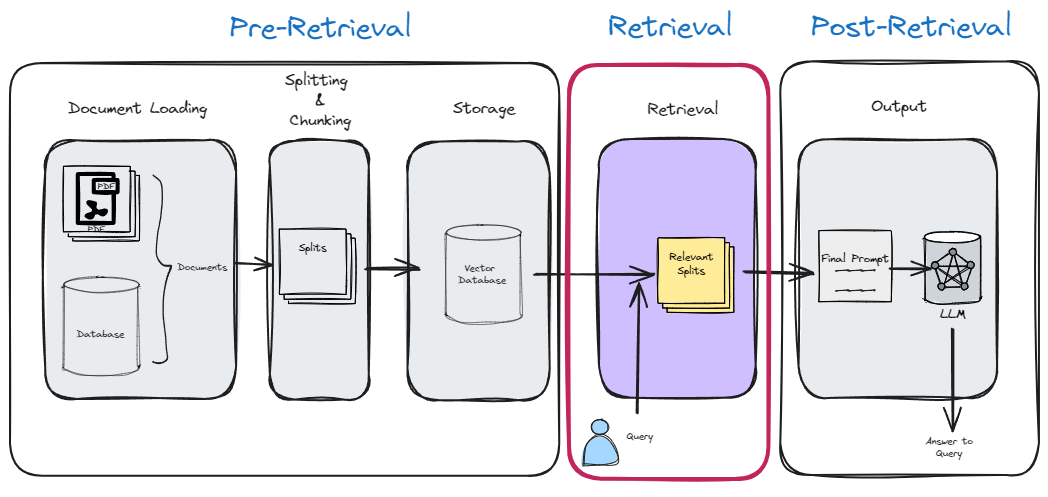 Pre-Retrieval
Retrieval
Post-Retrieval
Document Loading
Splitting
&
Chunking
Storage
Retrieval
Output
PDF
PDF
Documents
Database
Splits
Vector
Database
Relevant
Splits
Final Prompt
LLM
Query
Answer to
Query